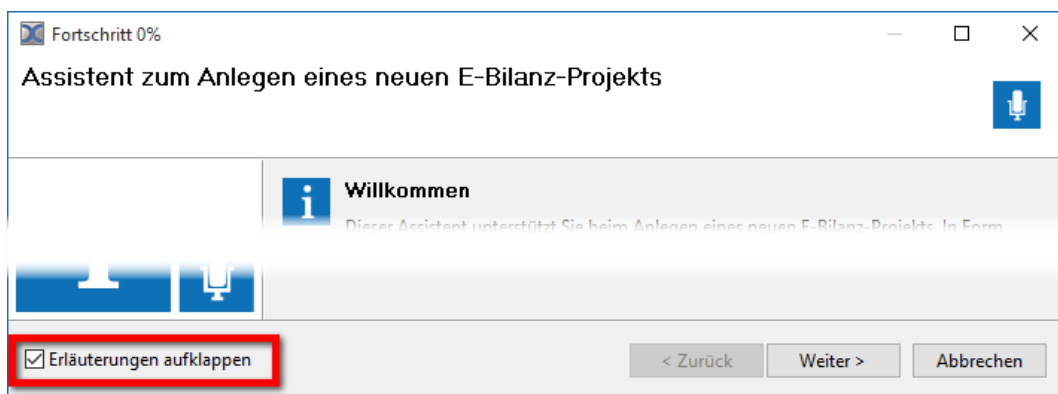 Fortschritt 0%
Assistent zum Anlegen eines neuen E-Bilanz-Projekts
Willkommen
Dieser Assistent unterstützt Sie beim Anlegen eines neuen E-Bilanz-Projekts. In Form
Erläuterungen aufklappen
< Zurück Weiter > Abbrechen